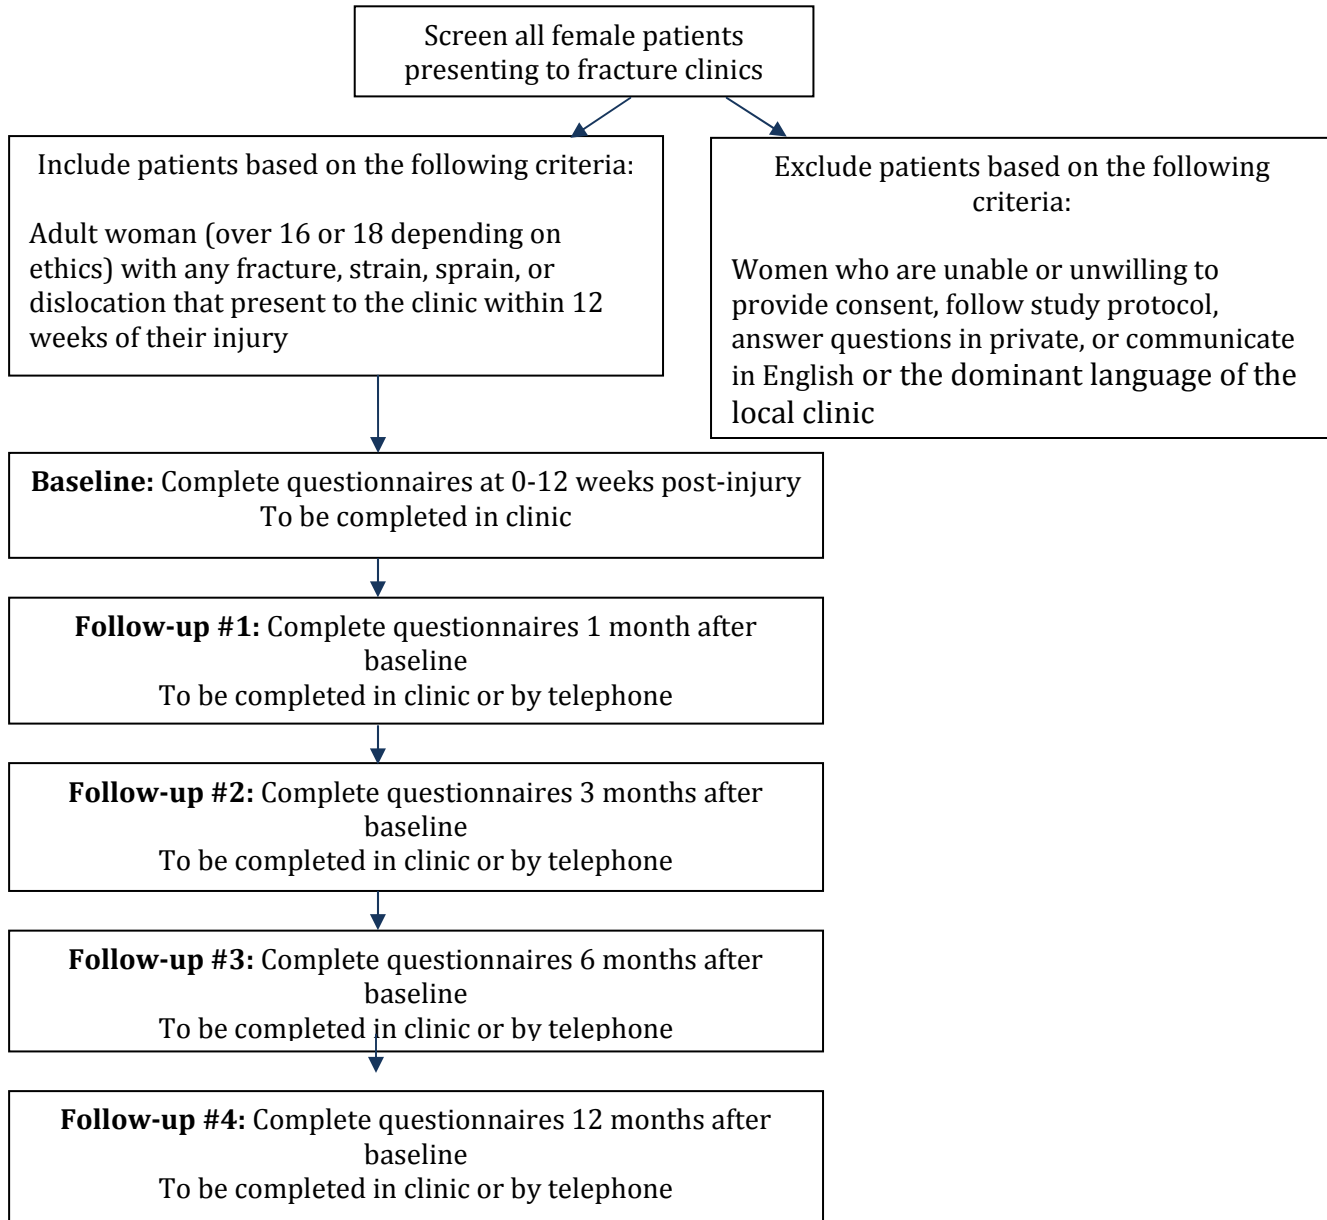 Screen all female patients
presenting to fracture clinics
Include patients based on the following criteria:
Adult woman (over 16 or 18 depending on
ethics) with any fracture, strain, sprain, or
dislocation that present to the clinic within 12
weeks of their injury
Exclude patients based on the following
criteria:
Women who are unable or unwilling to
provide consent, follow study protocol,
answer questions in private, or communicate
in English or the dominant language of the
local clinic
Baseline: Complete questionnaires at 0-12 weeks post-injury
To be completed in clinic
Follow-up #1: Complete questionnaires 1 month after
baseline
To be completed in clinic or by telephone
Follow-up #2: Complete questionnaires 3 months after
baseline
To be completed in clinic or by telephone
Follow-up #3: Complete questionnaires 6 months after
baseline
To be completed in clinic or by telephone
Follow-up #4: Complete questionnaires 12 months after
baseline
To be completed in clinic or by telephone